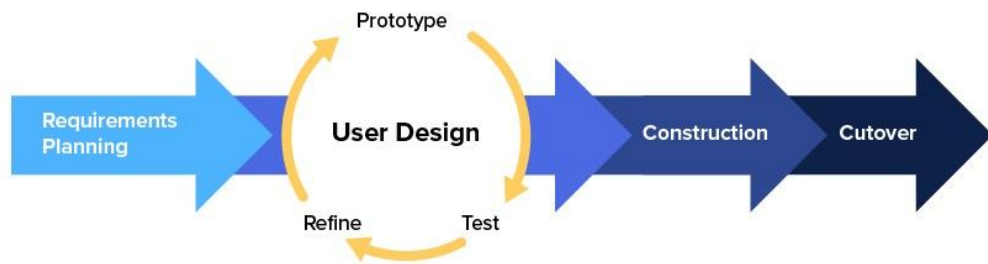 Prototype
Requirements
Planning
User Design
Construction
Cutover
Refine
Test